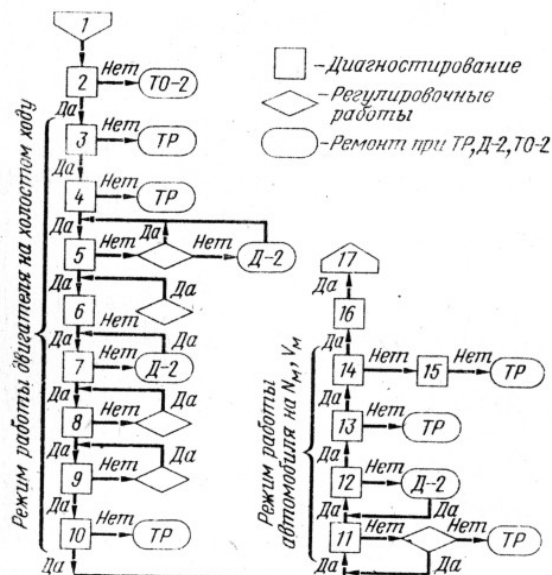 1
2
Нет
ТО-2
Да
3
Нет
ТР
Да
4
Нет
ТР
Да
5
Нет
Да
Нет
Д-2
Да
6
Да
Нет
Да
7
Нет
Д-2
Да
Да
8
Нет
Да
Да
9
Нет
Да
Да
10
Нет
ТР
Да
Режим работы двигателя на холостом ходу
- Диагностирование
- Регулировочные
работы
- Ремонт при ТР, Д-2, ТО-2
17
Да
16
Да
14
Нет
15
Нет
ТР
Да
13
Нет
ТР
Да
12
Нет
Д-2
Да
Да
11
Нет
Нет
ТР
Да
Да
Режим работы
автомобиля на Nм, Vм